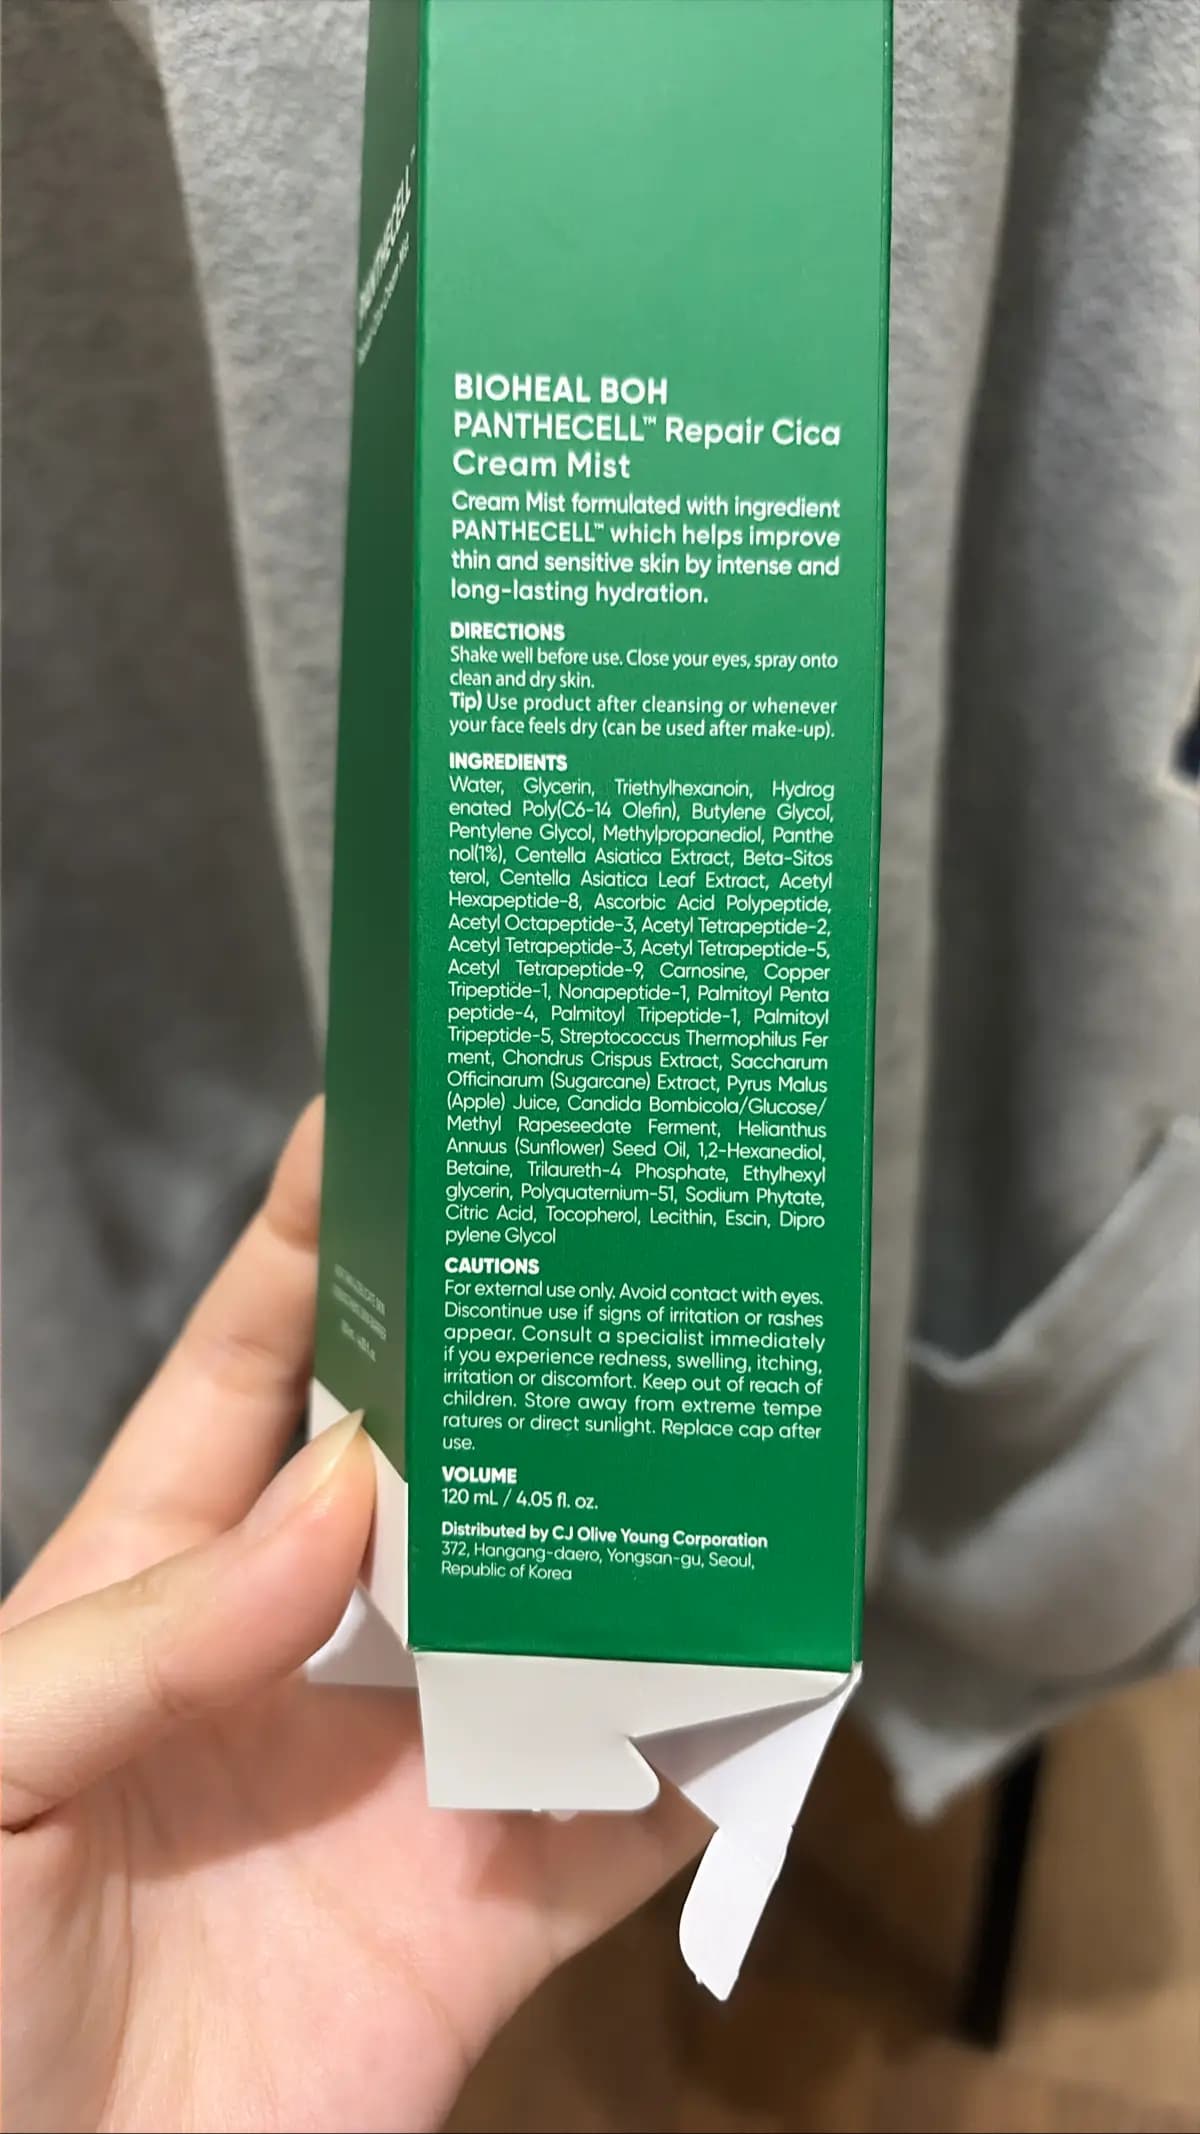 PANTHECELL™
BIOHEAL BOH
PANTHECELL™ Repair Cica
Cream Mist
Cream Mist formulated with ingredient
PANTHECELL™ which helps improve
thin and sensitive skin by intense and
long-lasting hydration.
DIRECTIONS
Shake well before use. Close your eyes, spray onto
clean and dry skin.
Tip) Use product after cleansing or whenever
your face feels dry (can be used after make-up).
INGREDIENTS
Water, Glycerin, Triethylhexanoin, Hydrog
enated Poly(C6-14 Olefin), Butylene Glycol,
Pentylene Glycol, Methylpropanediol, Panthe
nol(1%), Centella Asiatica Extract, Beta-Sitos
terol, Centella Asiatica Leaf Extract, Acetyl
Hexapeptide-8, Ascorbic Acid Polypeptide,
Acetyl Octapeptide-3, Acetyl Tetrapeptide-2,
Acetyl Tetrapeptide-3, Acetyl Tetrapeptide-5,
Acetyl Tetrapeptide-9, Carnosine, Copper
Tripeptide-1, Nonapeptide-1, Palmitoyl Penta
peptide-4, Palmitoyl Tripeptide-1, Palmitoyl
Tripeptide-5, Streptococcus Thermophilus Fer
ment, Chondrus Crispus Extract, Saccharum
Officinarum (Sugarcane) Extract, Pyrus Malus
(Apple) Juice, Candida Bombicola/Glucose/
Methyl Rapeseedate Ferment, Helianthus
Annuus (Sunflower) Seed Oil, 1,2-Hexanediol,
Betaine, Trilaureth-4 Phosphate, Ethylhexyl
glycerin, Polyquaternium-51, Sodium Phytate,
Citric Acid, Tocopherol, Lecithin, Escin, Dipro
pylene Glycol
CAUTIONS
For external use only. Avoid contact with eyes.
Discontinue use if signs of irritation or rashes
appear. Consult a specialist immediately
if you experience redness, swelling, itching,
irritation or discomfort. Keep out of reach of
children. Store away from extreme tempe
ratures or direct sunlight. Replace cap after
use.
VOLUME
120 mL / 4.05 fl. oz.
Distributed by CJ Olive Young Corporation
372, Hangang-daero, Yongsan-gu, Seoul,
Republic of Korea